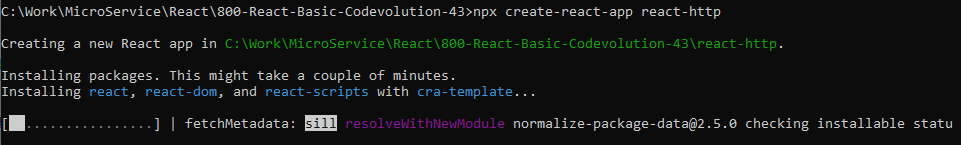 C:\Work\MicroService\React\800-React-Basic-Codevolution-43>npx create-react-app react-http
Creating a new React app in C:\Work\MicroService\React\800-React-Basic-Codevolution-43\react-http.
Installing packages. This might take a couple of minutes.
Installing react, react-dom, and react-scripts with cra-template...
[ ................] | fetchMetadata: sill resolveWithNewModule normalize-package-data@2.5.0 checking installable statu